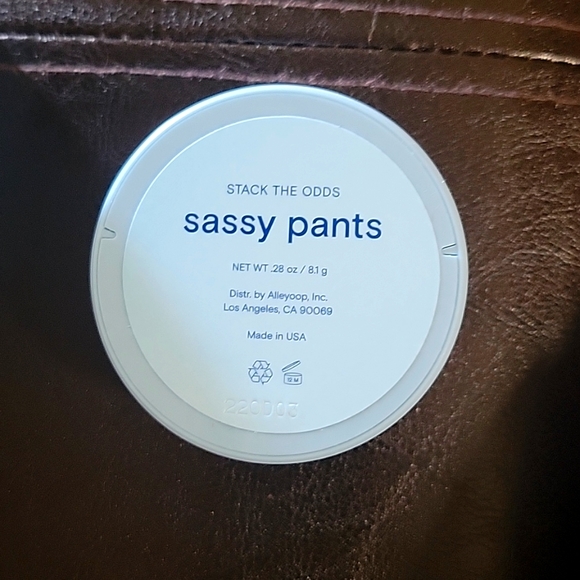 STACK THE ODDS
sassy pants
NET WT .28 oz / 8.1 g
Distr. by Alleyoop, Inc.
Los Angeles, CA 90069
Made in USA
12 M